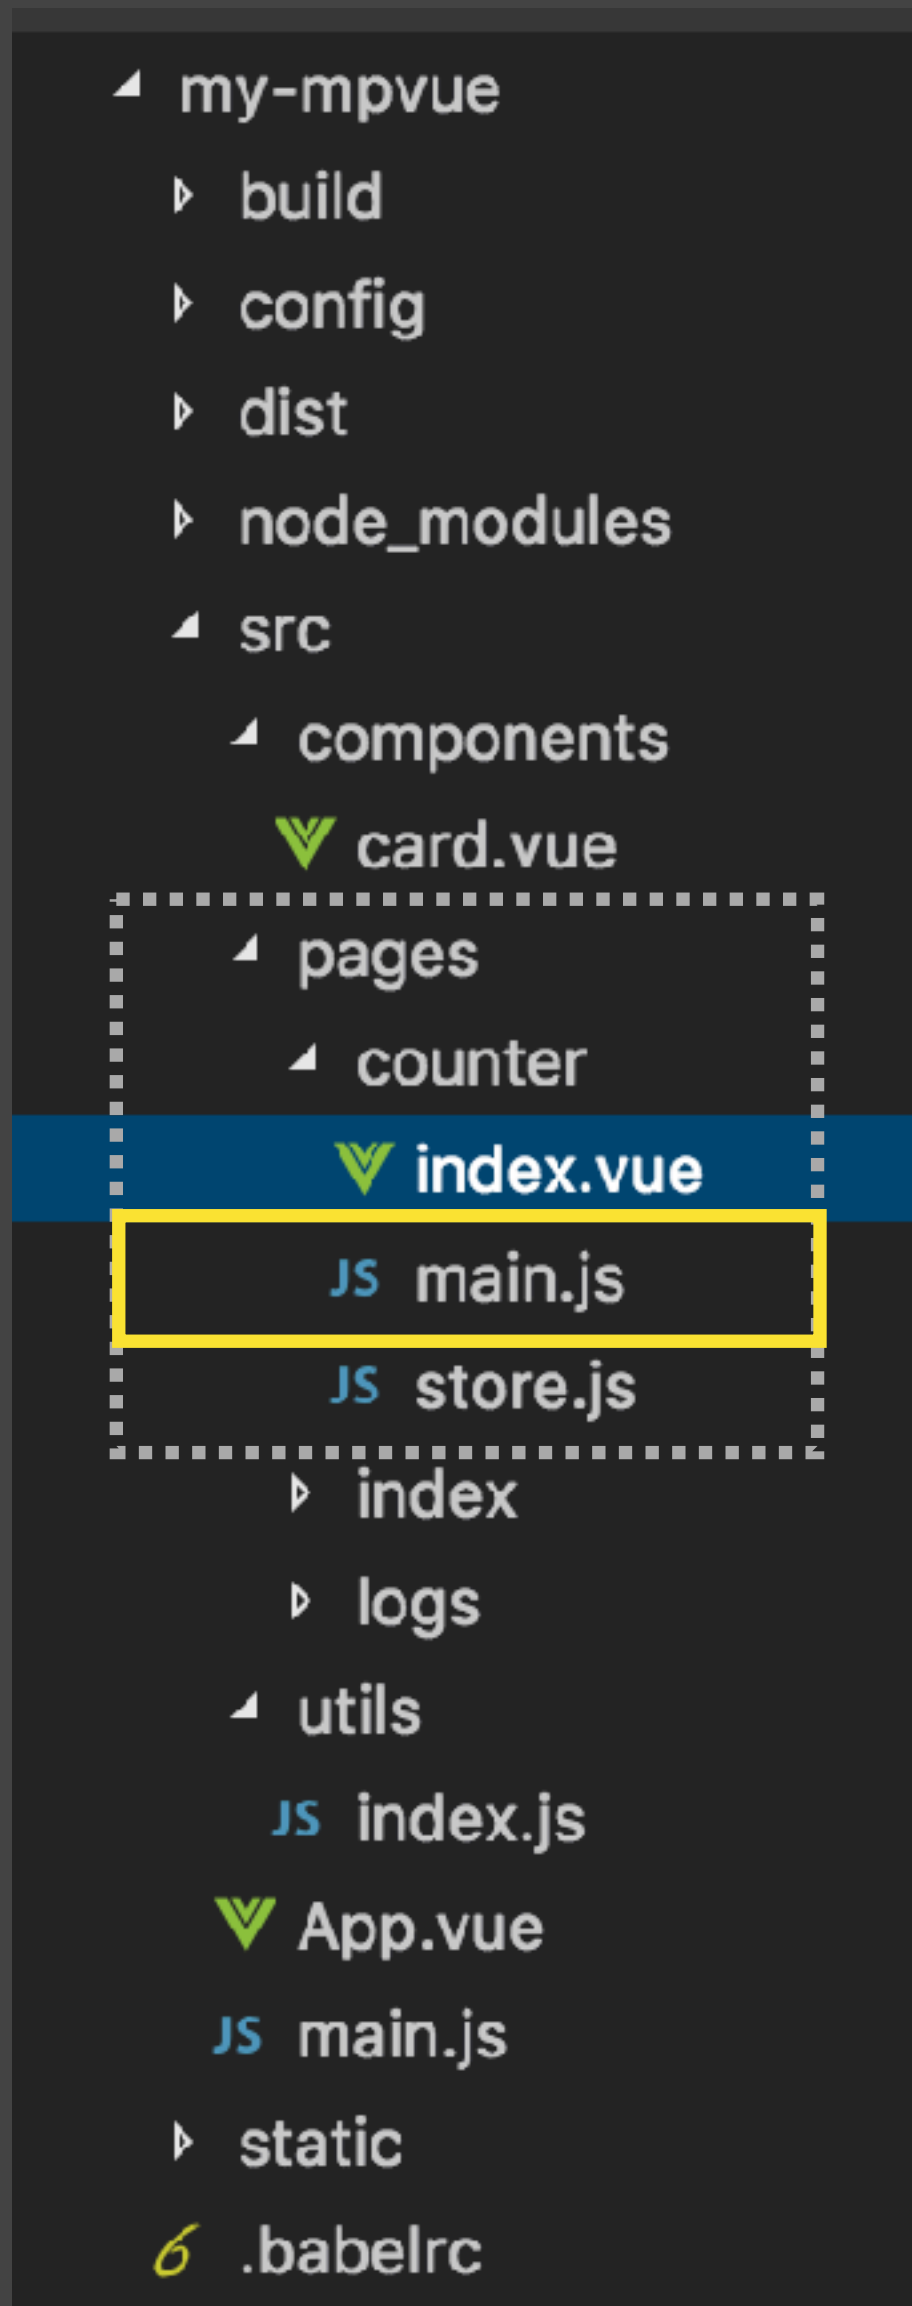 my-mpvue
build
config
dist
node_modules
src
components
card.vue
pages
counter
index.vue
JS main.js
JS store.js
index
logs
utils
JS index.js
App.vue
JS main.js
static
6 .babelrc